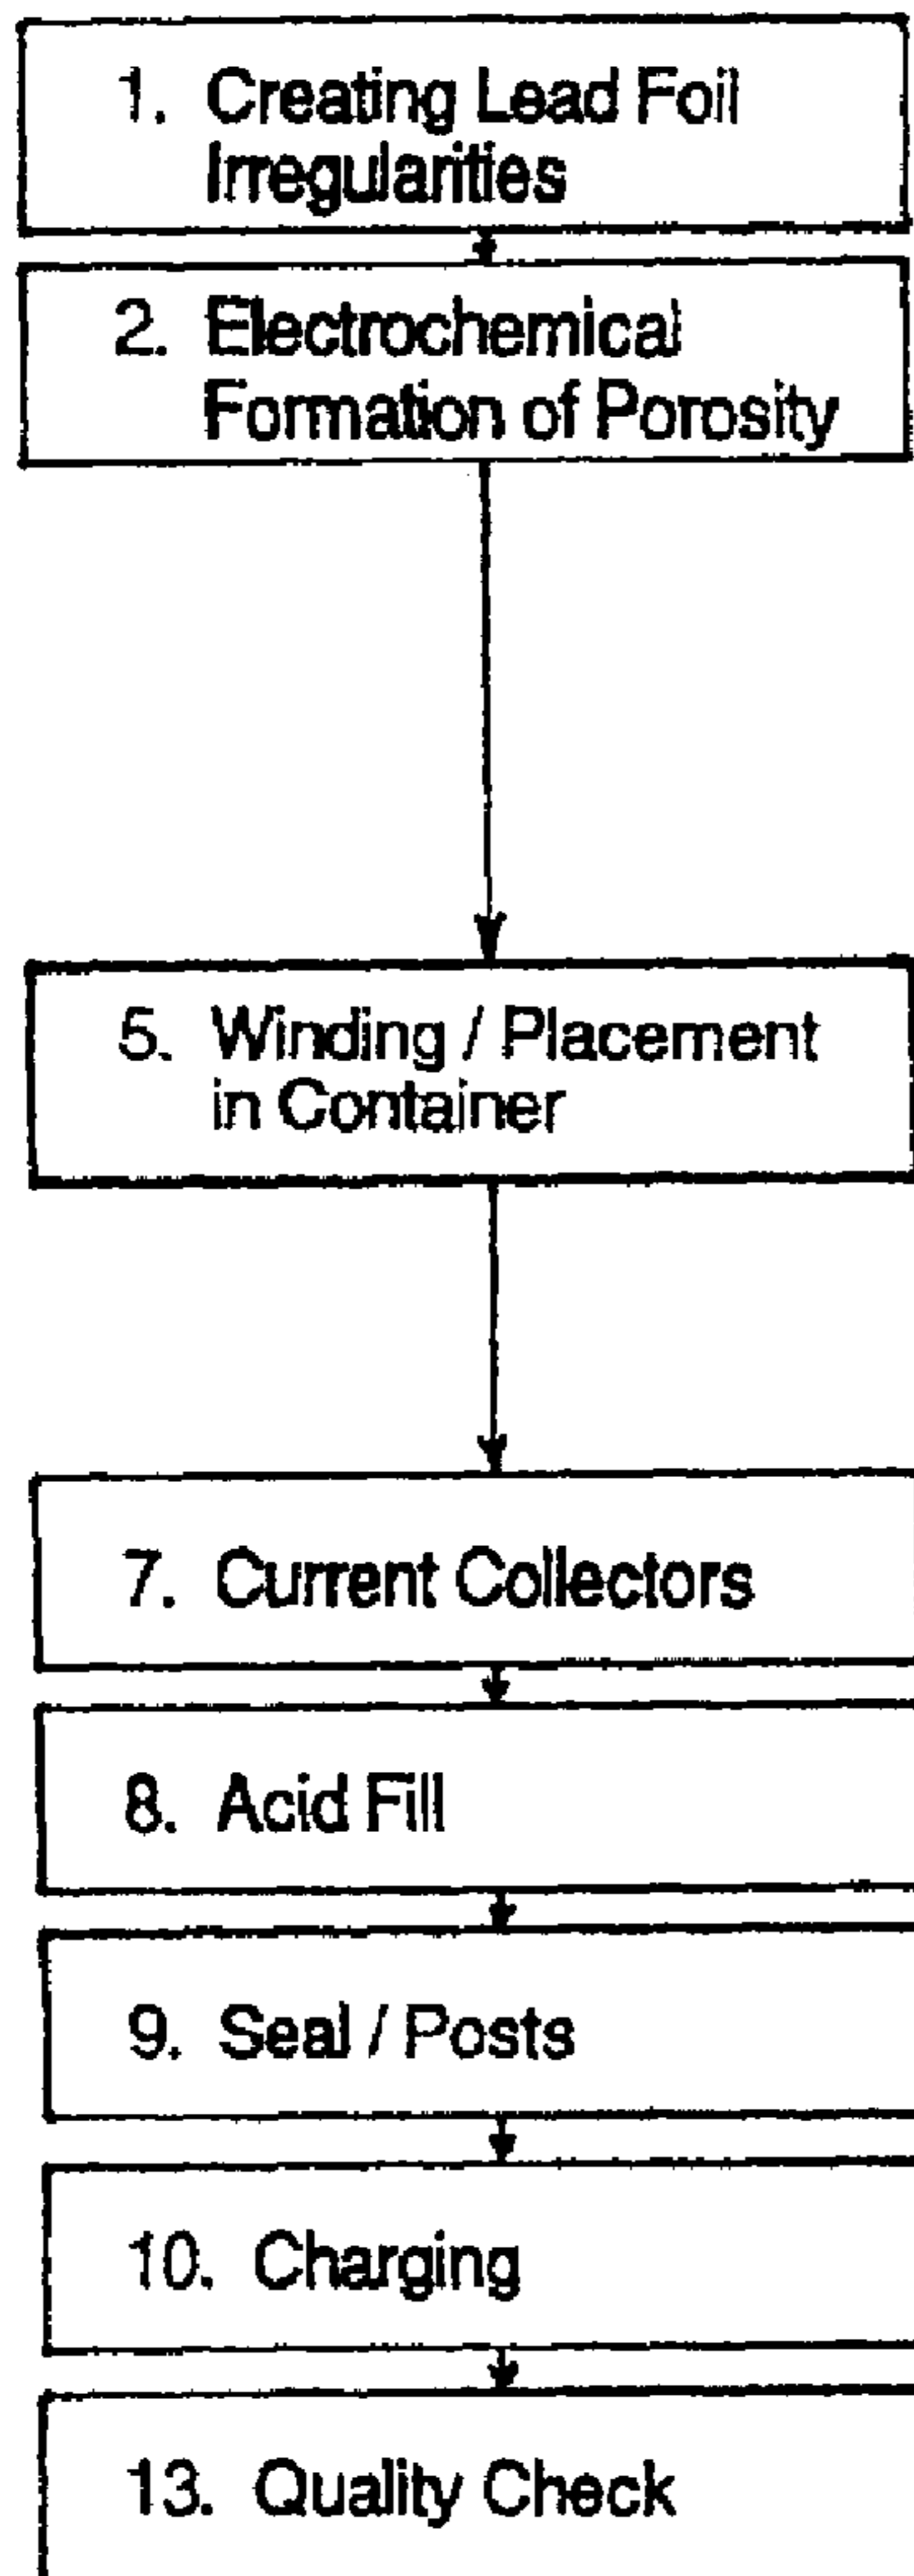 1. Creating Lead Foil
Irregularities
2. Electrochemical
Formation of Porosity
5. Winding / Placement
in Container
7. Current Collectors
8. Acid Fill
9. Seal / Posts
10. Charging
13. Quality Check